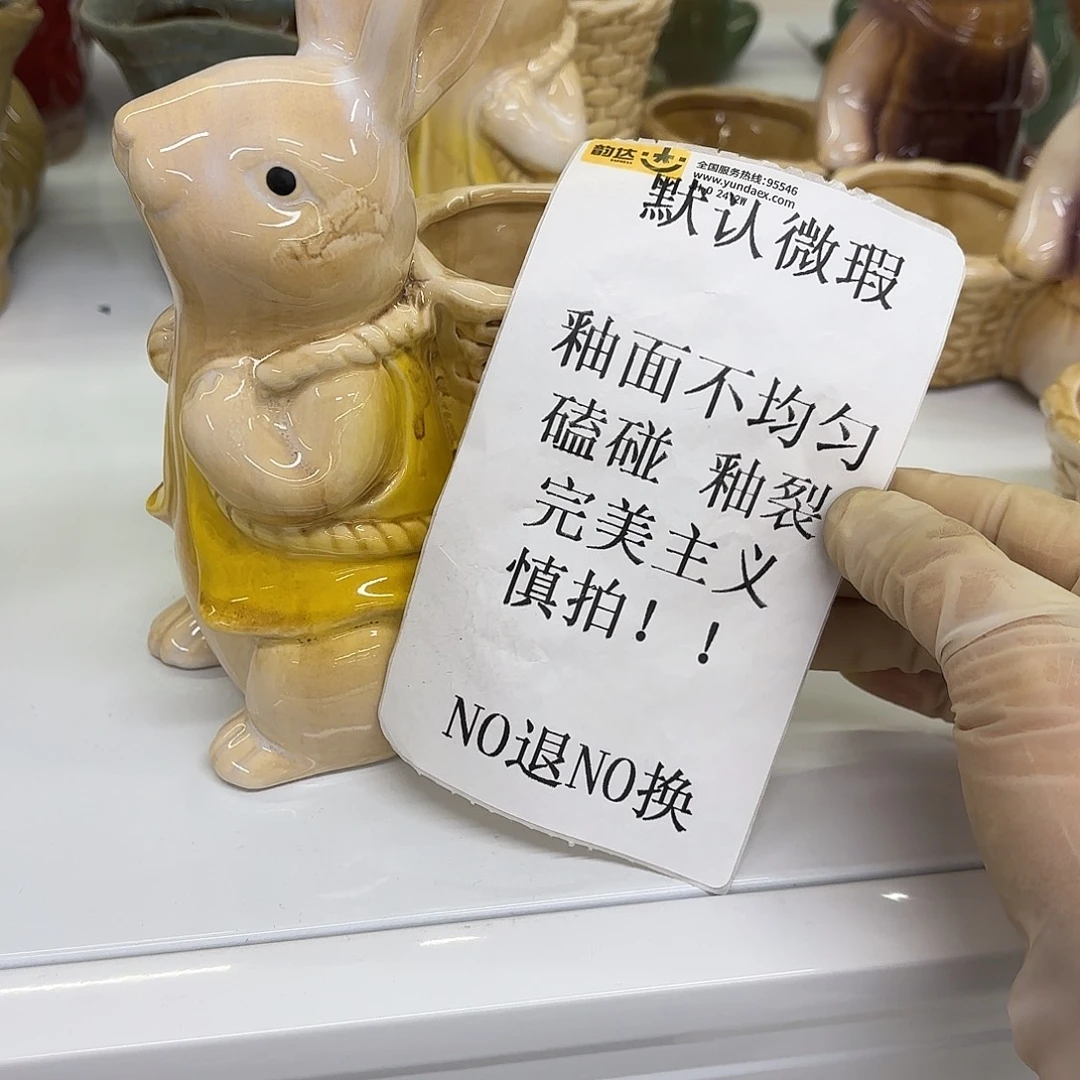 韵达
全国服务热线:95546
www.yundaex.com
默认微瑕
釉面不均匀
磕碰 釉裂
完美主义
慎拍！！
NO退NO换